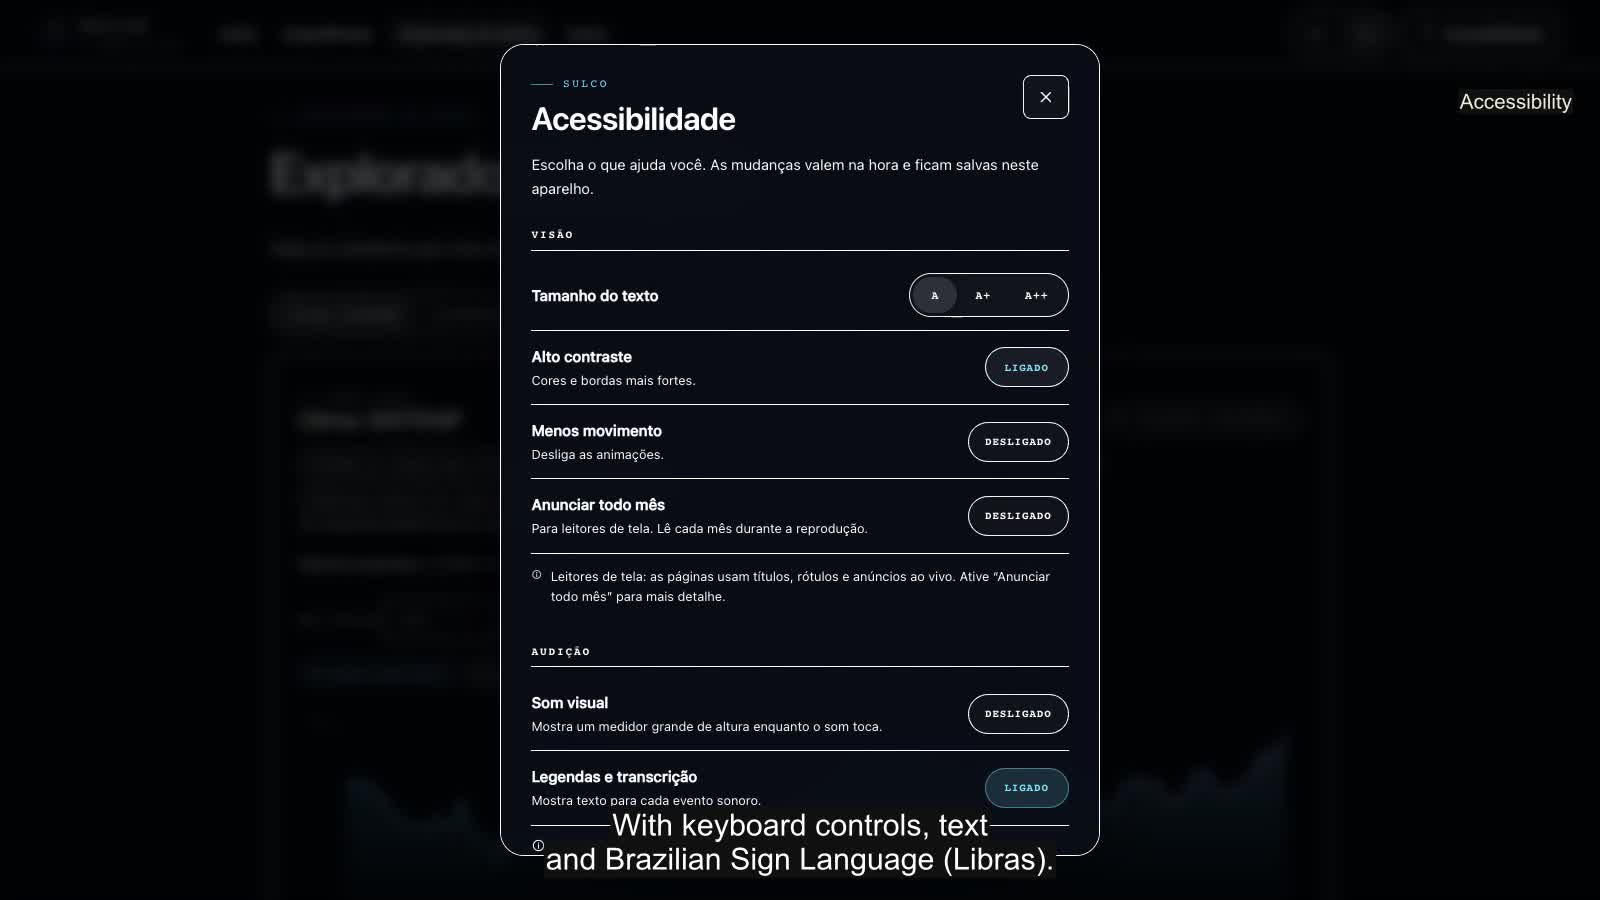 SULCO
Acessibilidade
Escolha o que ajuda você. As mudanças valem na hora e ficam salvas neste
aparelho.
Accessibility
Explorado
VISÃO
Tamanho do texto
A A+ A++
Alto contraste
LIGADO
Cores e bordas mais fortes.
Menos movimento
DESLIGADO
Desliga as animações.
Anunciar todo mês
DESLIGADO
Para leitores de tela. Lê cada mês durante a reprodução.
Leitores de tela: as páginas usam títulos, rótulos e anúncios ao vivo. Ative “Anunciar
todo mês” para mais detalhe.
AUDIÇÃO
Som visual
DESLIGADO
Mostra um medidor grande de altura enquanto o som toca.
Legendas e transcrição
LIGADO
Mostra texto para cada evento sonoro.
With keyboard controls, text
and Brazilian Sign Language (Libras).